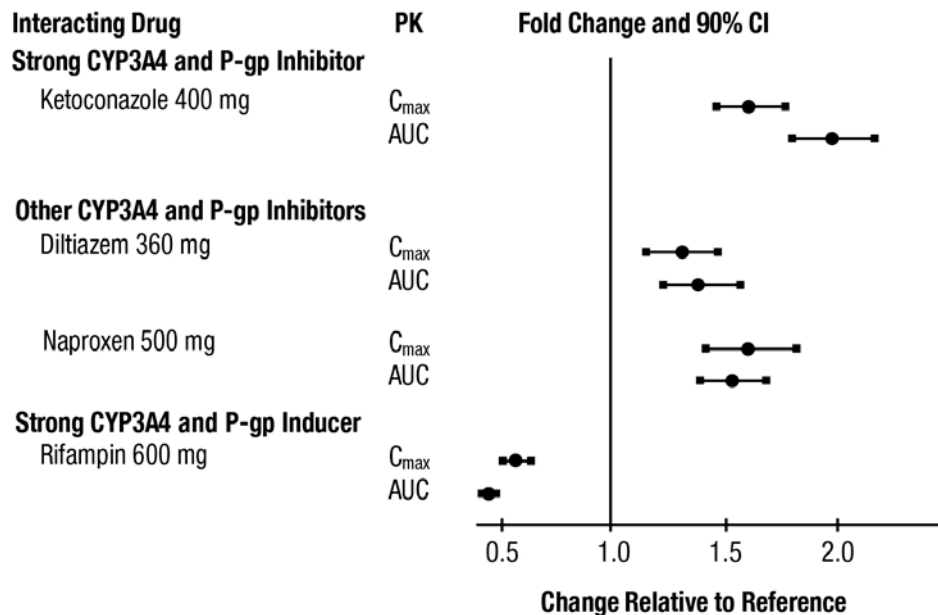 Interacting Drug PK Fold Change and 90% CI
Strong CYP3A4 and P-gp Inhibitor
Ketoconazole 400 mg Cmax
AUC
Other CYP3A4 and P-gp Inhibitors
Diltiazem 360 mg Cmax
AUC
Naproxen 500 mg Cmax
AUC
Strong CYP3A4 and P-gp Inducer
Rifampin 600 mg Cmax
AUC
0.5 1.0 1.5 2.0
Change Relative to Reference